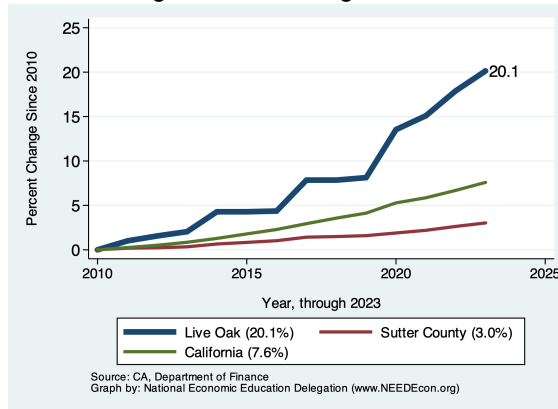 25
20
15
10
5
0
Percent Change Since 2010
20.1
2010 2015 2020 2025
Year, through 2023
Live Oak (20.1%) Sutter County (3.0%)
California (7.6%)
Source: CA, Department of Finance
Graph by: National Economic Education Delegation (www.NEEDEcon.org)